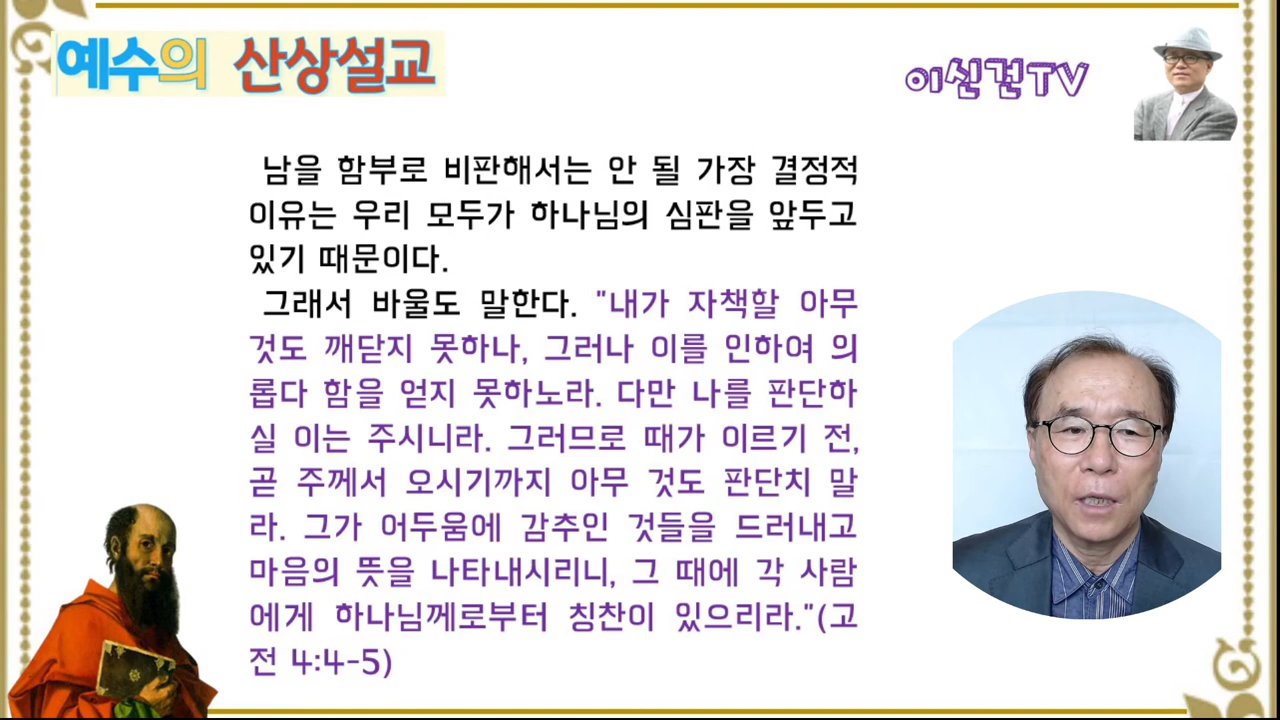 예수의 산상설교
이신건TV
남을 함부로 비판해서는 안 될 가장 결정적
이유는 우리 모두가 하나님의 심판을 앞두고
있기 때문이다.
그래서 바울도 말한다. "내가 자책할 아무
것도 깨닫지 못하나, 그러나 이를 인하여 의
롭다 함을 얻지 못하노라. 다만 나를 판단하
실 이는 주시니라. 그러므로 때가 이르기 전,
곧 주께서 오시기까지 아무 것도 판단치 말
라. 그가 어두움에 감추인 것들을 드러내고
마음의 뜻을 나타내시리니, 그 때에 각 사람
에게 하나님께로부터 칭찬이 있으리라."(고
전 4:4-5)